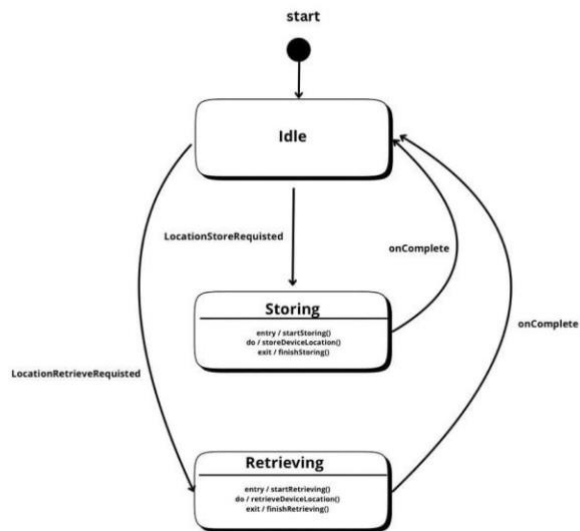 start
Idle
LocationStoreRequisted
onComplete
Storing
entry / startStoring()
do / storeDeviceLocation()
exit / finishStoring()
onComplete
LocationRetrieveRequisted
Retrieving
entry / startRetrieving()
do / retrieveDeviceLocation()
exit / finishRetrieving()